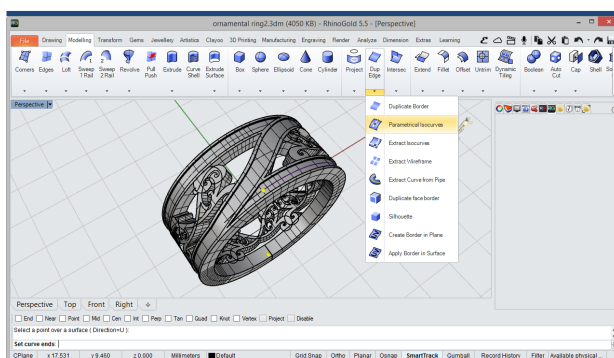 ornamental ring2.3dm (4050 KB) - RhinoGold 5.5 - [Perspective]
File Drawing Modelling Transform Gems Jewellery Artistics Clayoo 3D Printing Manufacturing Engraving Render Analyze Dimension Extras Learning
Corners Edges Loft Sweep 1 Rail Sweep 2 Rail Revolve Pull Push Extrude Curve Shell Extrude Surface Box Sphere Ellipsoid Cone Cylinder Project Dup Edge Intersec Extend Fillet Offset Untrim Dynamic Tiling Boolean Auto Cut Cap Shell
Perspective
Duplicate Border
Parametrical Isocurves
Extract Isocurves
Extract Wireframe
Extract Curve from Pipe
Duplicate face border
Silhouette
Create Border in Plane
Apply Border in Surface
Perspective Top Front Right
End Near Point Mid Cen Int Perp Tan Quad Knot Vertex Project Disable
Select a point over a surface ( Direction=U ):
Set curve ends:
CPlane x 17.531 y 9.460 z 0.000 Millimeters Default Grid Snap Ortho Planar Osnap SmartTrack Gumball Record History Filter Available physical...